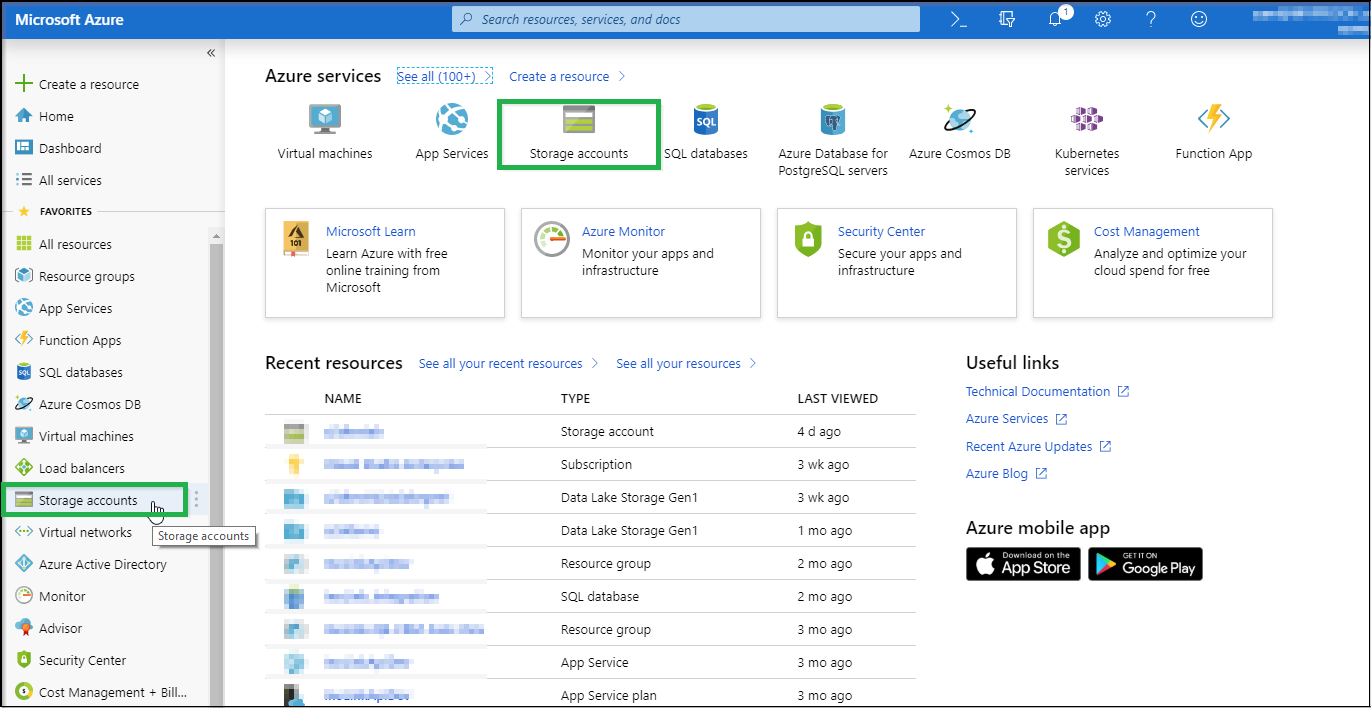 Microsoft Azure
Search resources, services, and docs
1
Create a resource
Home
Dashboard
All services
FAVORITES
All resources
Resource groups
App Services
Function Apps
SQL databases
Azure Cosmos DB
Virtual machines
Load balancers
Storage accounts
Storage accounts
Virtual networks
Azure Active Directory
Monitor
Advisor
Security Center
Cost Management + Bill...
Azure services See all (100+) Create a resource
Virtual machines
App Services
Storage accounts
SQL
SQL databases
Azure Database for
PostgreSQL servers
Azure Cosmos DB
Kubernetes
services
Function App
101
Microsoft Learn
Learn Azure with free
online training from
Microsoft
Azure Monitor
Monitor your apps and
infrastructure
Security Center
Secure your apps and
infrastructure
Cost Management
Analyze and optimize your
cloud spend for free
Recent resources See all your recent resources See all your resources
NAME TYPE LAST VIEWED
Storage account 4 d ago
Subscription 3 wk ago
Data Lake Storage Gen1 3 wk ago
Data Lake Storage Gen1 1 mo ago
Resource group 2 mo ago
SQL database 2 mo ago
Resource group 3 mo ago
App Service 3 mo ago
App Service plan 3 mo ago
Useful links
Technical Documentation
Azure Services
Recent Azure Updates
Azure Blog
Azure mobile app
Download on the
App Store
GET IT ON
Google Play